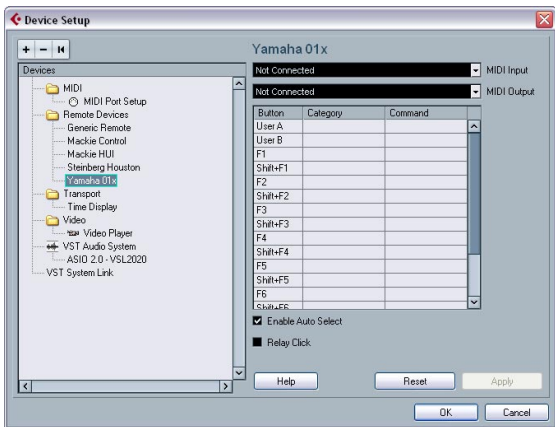 Device Setup
Devices
MIDI
MIDI Port Setup
Remote Devices
Generic Remote
Mackie Control
Mackie HUI
Steinberg Houston
Yamaha 01x
Transport
Time Display
Video
Video Player
VST Audio System
ASIO 2.0 - VSL2020
VST System Link
Yamaha 01x
Not Connected MIDI Input
Not Connected MIDI Output
Button Category Command
User A
User B
F1
Shift+F1
F2
Shift+F2
F3
Shift+F3
F4
Shift+F4
F5
Shift+F5
F6
Shift+F6
Enable Auto Select
Relay Click
Help Reset Apply
OK Cancel